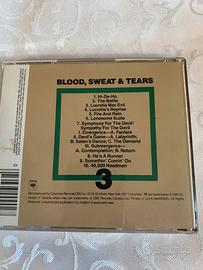 BLOOD, SWEAT & TEARS
1. Hi-De-Ho
2. The Battle
3. Lucretia Mac Evil
4. Lucretia's Reprise
5. Fire And Rain
6. Lonesome Suzie
7. Symphony For The Devil/
Sympathy For The Devil
I. Emergence—A. Fanfare
II. Devil's Game—A. Labyrinth;
B. Satan's Dance; C. The Demand
III. Submergence—
A. Contemplation; B. Return
8. He's A Runner
9. Somethin' Comin' On
10. 40,000 Headmen
3